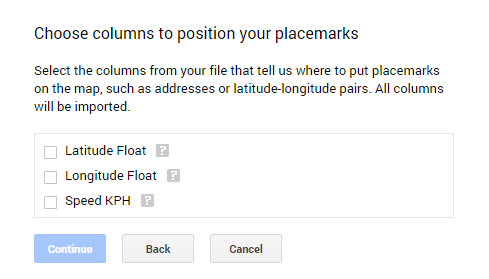 Choose columns to position your placemarks
Select the columns from your file that tell us where to put placemarks
on the map, such as addresses or latitude-longitude pairs. All columns
will be imported.
Latitude Float ?
Longitude Float ?
Speed KPH ?
Continue Back Cancel